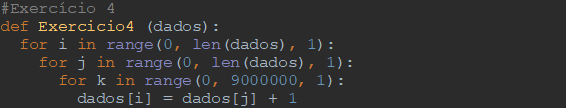 #Exercício 4
def Exercicio4 (dados):
  for i in range(0, len(dados), 1):
    for j in range(0, len(dados), 1):
      for k in range(0, 9000000, 1):
        dados[i] = dados[j] + 1